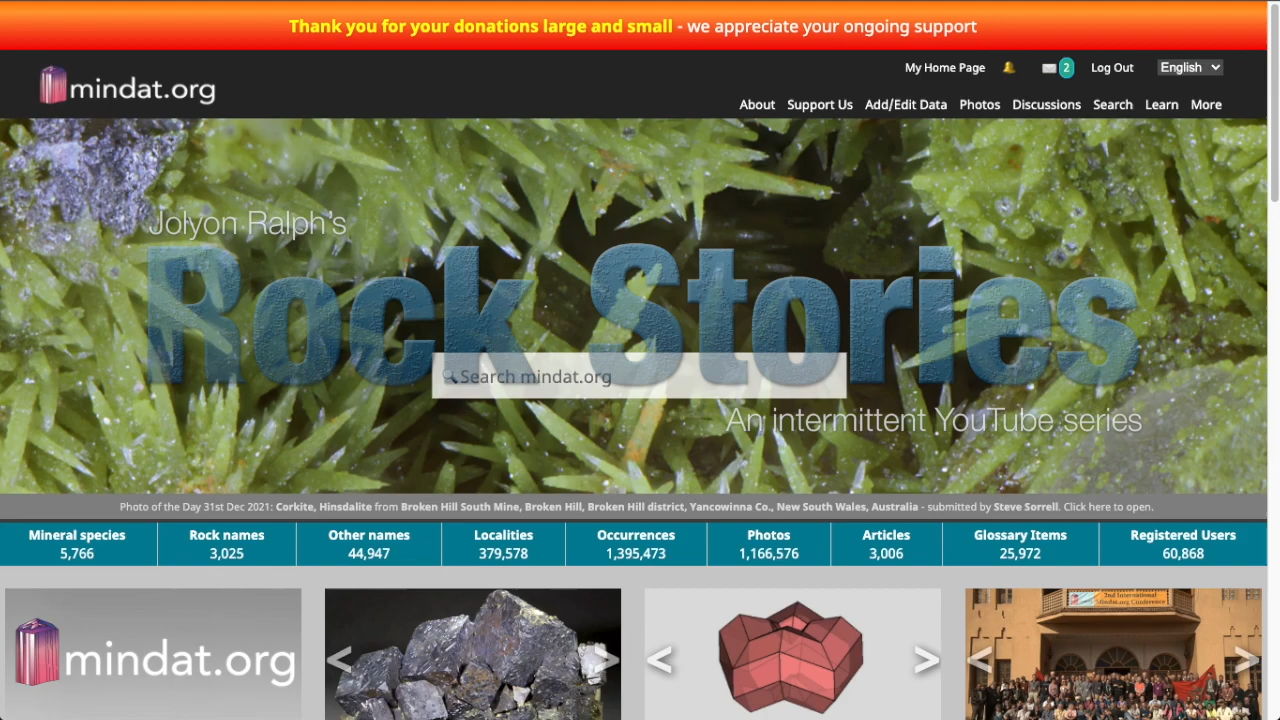 Thank you for your donations large and small - we appreciate your ongoing support
mindat.org
My Home Page 2 Log Out English
About Support Us Add/Edit Data Photos Discussions Search Learn More
Jolyon Ralph's
Rock Stories
Search mindat.org
An intermittent YouTube series
Photo of the Day 31st Dec 2021: Corkite, Hinsdalite from Broken Hill South Mine, Broken Hill, Broken Hill district, Yancowinna Co., New South Wales, Australia - submitted by Steve Sorrell. Click here to open.
Mineral species Rock names Other names Localities Occurrences Photos Articles Glossary Items Registered Users
5,766 3,025 44,947 379,578 1,395,473 1,166,576 3,006 25,972 60,868
2nd International
Mindat.org Conference
mindat.org
< > < > < >